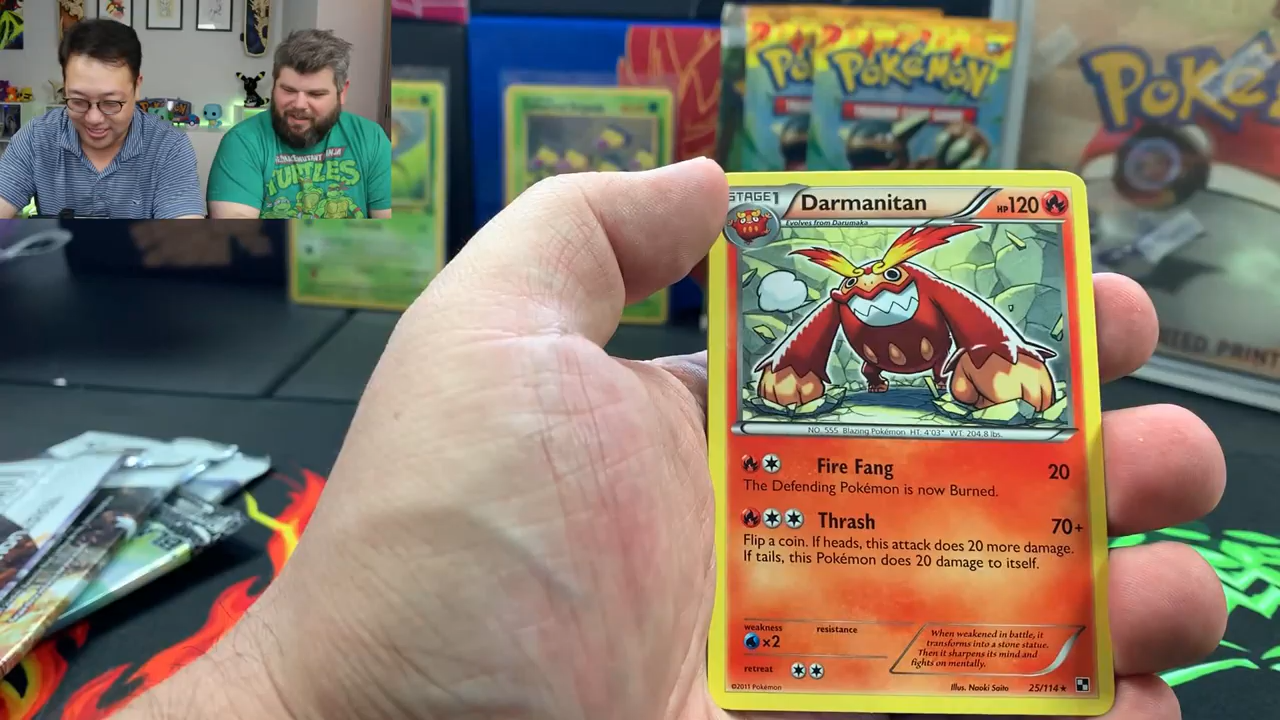 TURTLES
POKéMON
POKé
STAGE1
Darmanitan
HP120
Evolves from Darumaka
NO. 555 Blazing Pokémon HT: 4'03" WT: 204.8 lbs.
Fire Fang 20
The Defending Pokémon is now Burned.
Thrash 70+
Flip a coin. If heads, this attack does 20 more damage.
If tails, this Pokémon does 20 damage to itself.
weakness resistance
×2
retreat
When weakened in battle, it
transforms into a stone statue.
Then it sharpens its mind and
fights on mentally.
©2011 Pokémon Illus. Naoki Saito 25/114